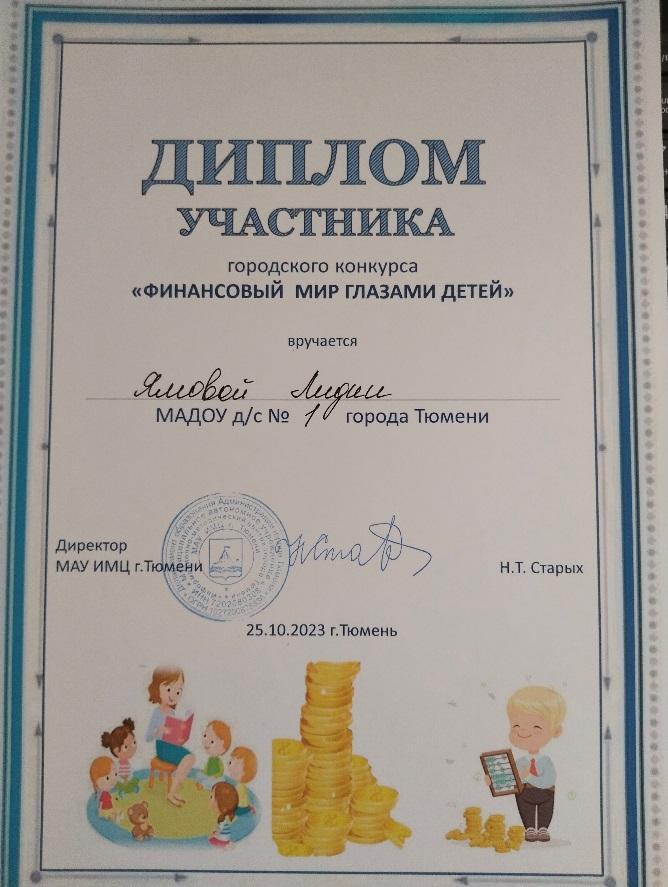 ДИПЛОМ
УЧАСТНИКА
городского конкурса
«ФИНАНСОВЫЙ МИР ГЛАЗАМИ ДЕТЕЙ»
вручается
Ямовой Лидии
МАДОУ д/с № 1 города Тюмени
Директор
МАУ ИМЦ г.Тюмени
Н.Т. Старых
25.10.2023 г.Тюмень